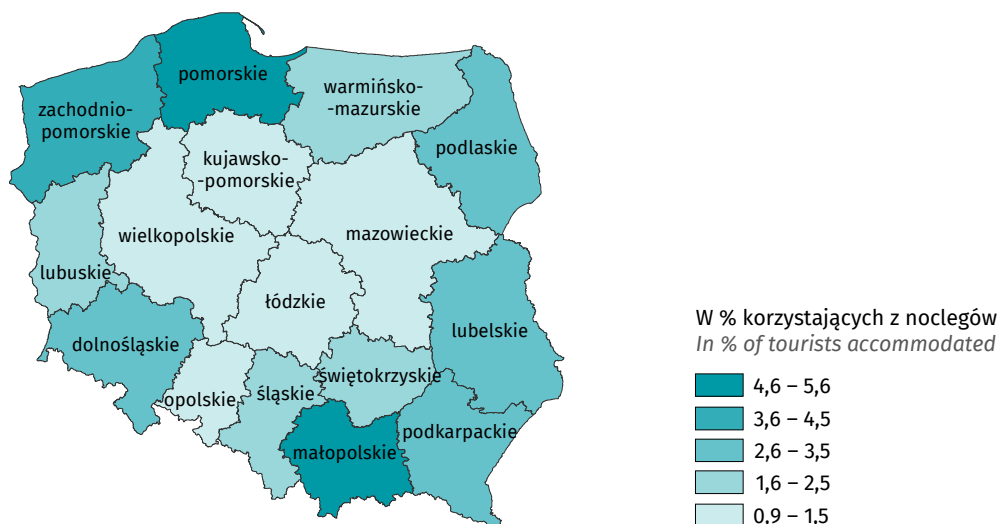 pomorskie
warmińsko-
-mazurskie
zachodnio-
pomorskie
podlaskie
kujawsko-
-pomorskie
wielkopolskie
mazowieckie
lubuskie
łódzkie
lubelskie
dolnośląskie
opolskie
śląskie
świętokrzyskie
podkarpackie
małopolskie
W % korzystających z noclegów
In % of tourists accommodated
4,6 – 5,6
3,6 – 4,5
2,6 – 3,5
1,6 – 2,5
0,9 – 1,5